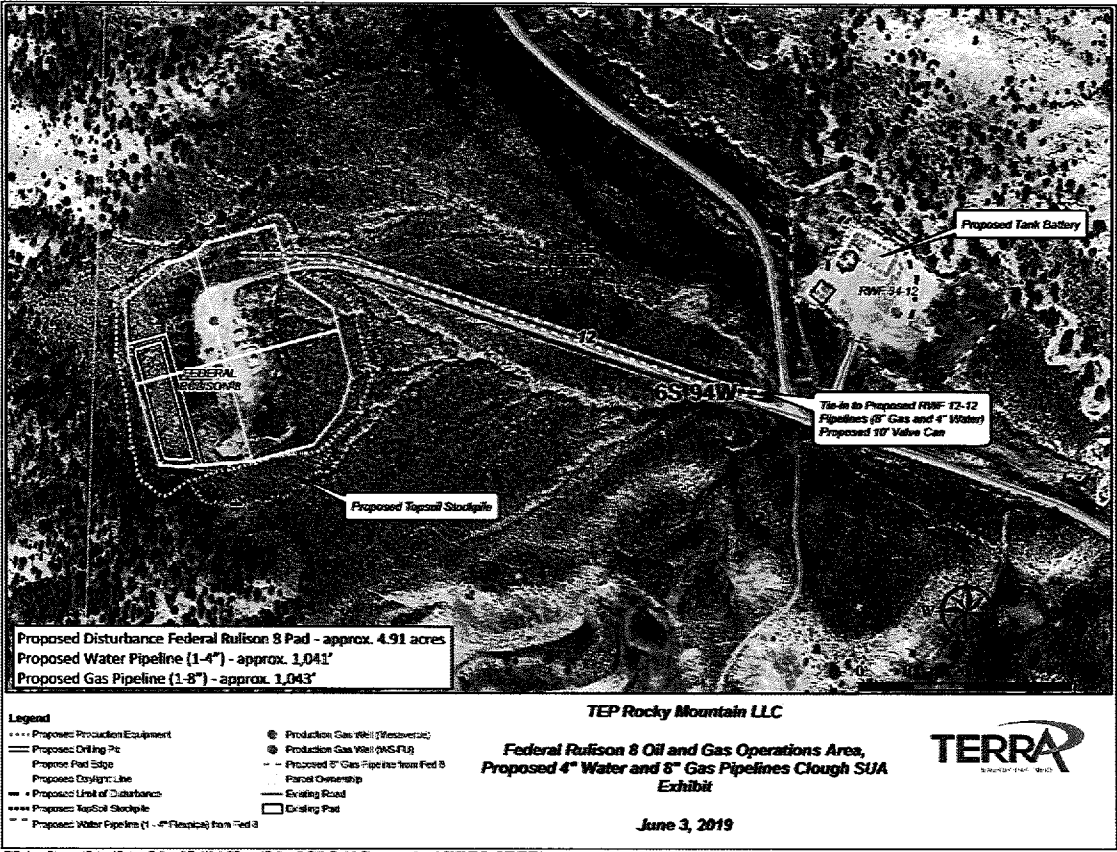 Proposed Tank Battery
RWF 34-12
12
FEDERAL
RULISON 8
6S 94W
Tie-in to Proposed RWF 12-12
Pipelines (8" Gas and 4" Water)
Proposed 10' Valve Can
Proposed Topsoil Stockpile
W
Proposed Disturbance Federal Rulison 8 Pad - approx. 4.91 acres
Proposed Water Pipeline (1-4") - approx. 1,041'
Proposed Gas Pipeline (1-8") - approx. 1,043'
Legend
Proposed Production Equipment
Proposed Drilling Pit
Propose Pad Edge
Proposed Daylight Line
Proposed Limit of Disturbance
Proposed TopSoil Stockpile
Proposed Water Pipeline (1 - 4" Flexpipe) from Fed 8
Production Gas Well (Mesaverde)
Production Gas Well
Proposed 8" Gas Pipeline from Fed 8
Parcel Ownership
Existing Road
Existing Pad
TEP Rocky Mountain LLC
Federal Rulison 8 Oil and Gas Operations Area,
Proposed 4" Water and 8" Gas Pipelines Clough SUA
Exhibit
June 3, 2019
TERRA